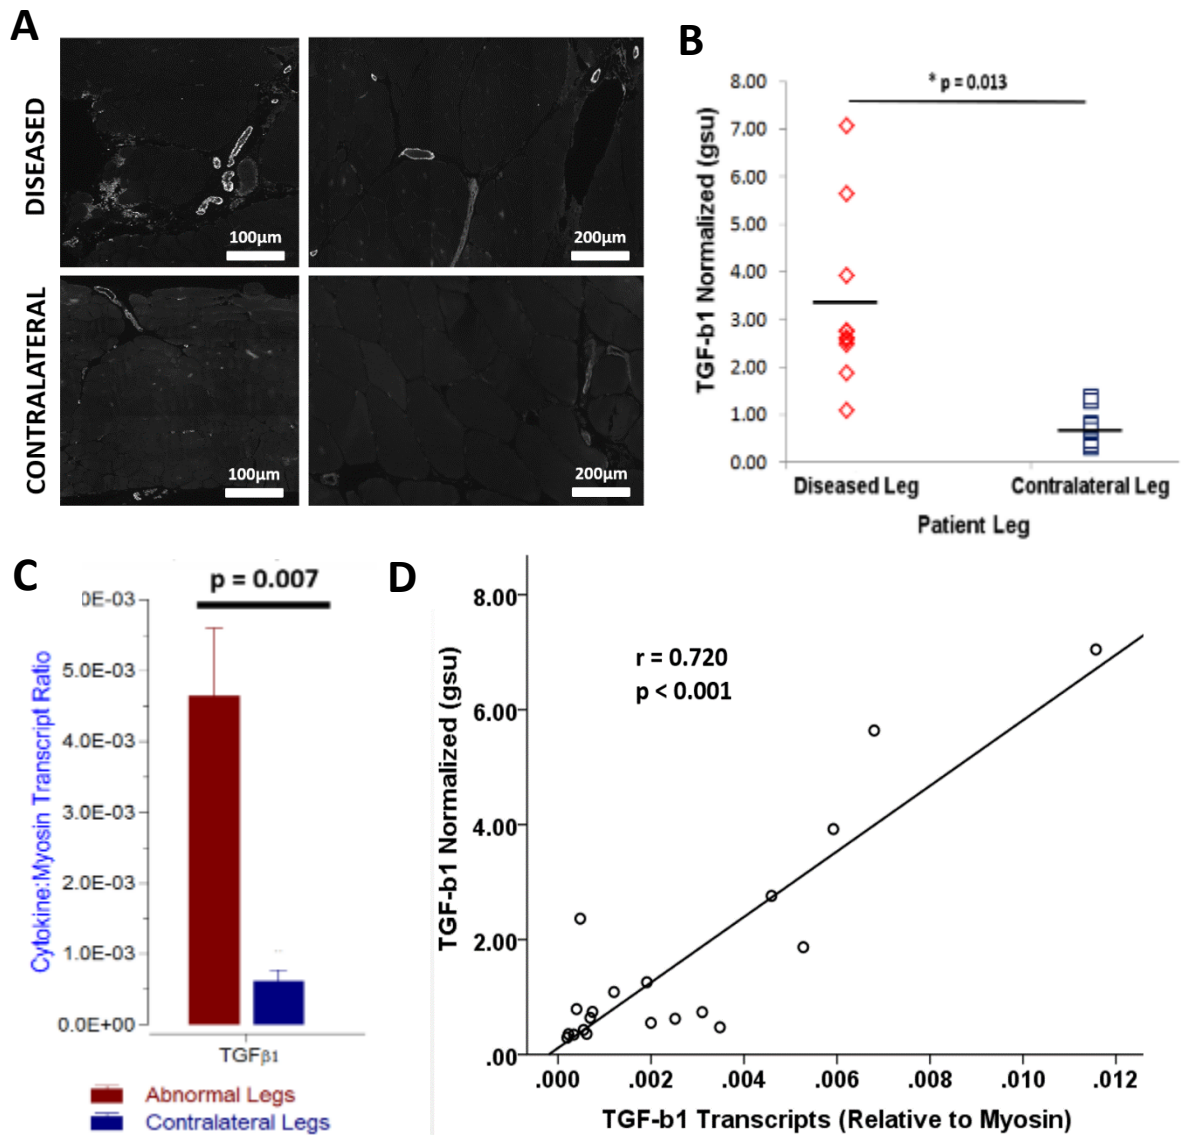 A
DISEASED
100μm
200μm
CONTRALATERAL
100μm
200μm
B
TGF-b1 Normalized (gsu)
8.00
7.00
6.00
5.00
4.00
3.00
2.00
1.00
0.00
* p = 0.013
Diseased Leg
Contralateral Leg
Patient Leg
C
p = 0.007
Cytokine:Myosin Transcript Ratio
0E-03
5.0E-03
4.0E-03
3.0E-03
2.0E-03
1.0E-03
0.0E+00
TGFβ1
Abnormal Legs
Contralateral Legs
D
TGF-b1 Normalized (gsu)
8.00
6.00
4.00
2.00
.00
r = 0.720
p < 0.001
.000 .002 .004 .006 .008 .010 .012
TGF-b1 Transcripts (Relative to Myosin)